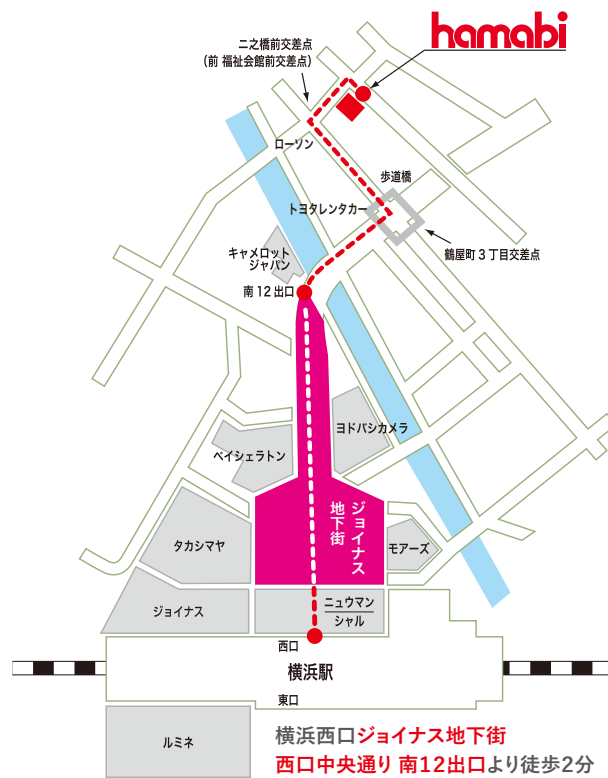 hamabi
二之橋前交差点
(前 福祉会館前交差点)
ローソン
歩道橋
トヨタレンタカー
鶴屋町3丁目交差点
キャメロット
ジャパン
南12出口
ヨドバシカメラ
ベイシェラトン
ジョイナス
地下街
モアーズ
タカシマヤ
ニュウマン
シャル
ジョイナス
西口
横浜駅
東口
ルミネ
横浜西口ジョイナス地下街
西口中央通り 南12出口より徒歩2分